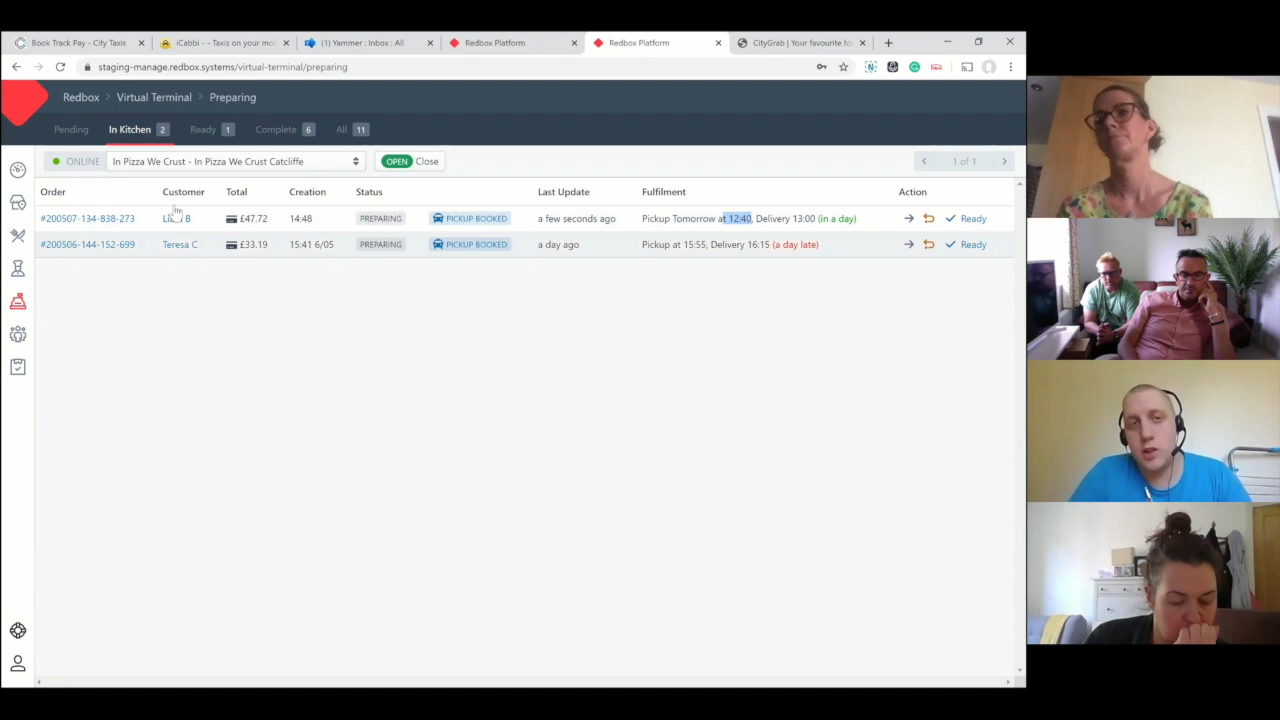 Book Track Pay - City Taxis
iCabbi - - Taxis on your mo
(1) Yammer : Inbox : All
Redbox Platform
Redbox Platform
CityGrab | Your favourite fo
staging-manage.redbox.systems/virtual-terminal/preparing
Redbox > Virtual Terminal > Preparing
Pending In Kitchen 2 Ready 1 Complete 6 All 11
ONLINE In Pizza We Crust - In Pizza We Crust Catcliffe OPEN Close 1 of 1
Order Customer Total Creation Status Last Update Fulfilment Action
#200507-134-838-273 B £47.72 14:48 PREPARING PICKUP BOOKED a few seconds ago Pickup Tomorrow at 12:40, Delivery 13:00 (in a day) Ready
#200506-144-152-699 Teresa C £33.19 15:41 6/05 PREPARING PICKUP BOOKED a day ago Pickup at 15:55, Delivery 16:15 (a day late) Ready